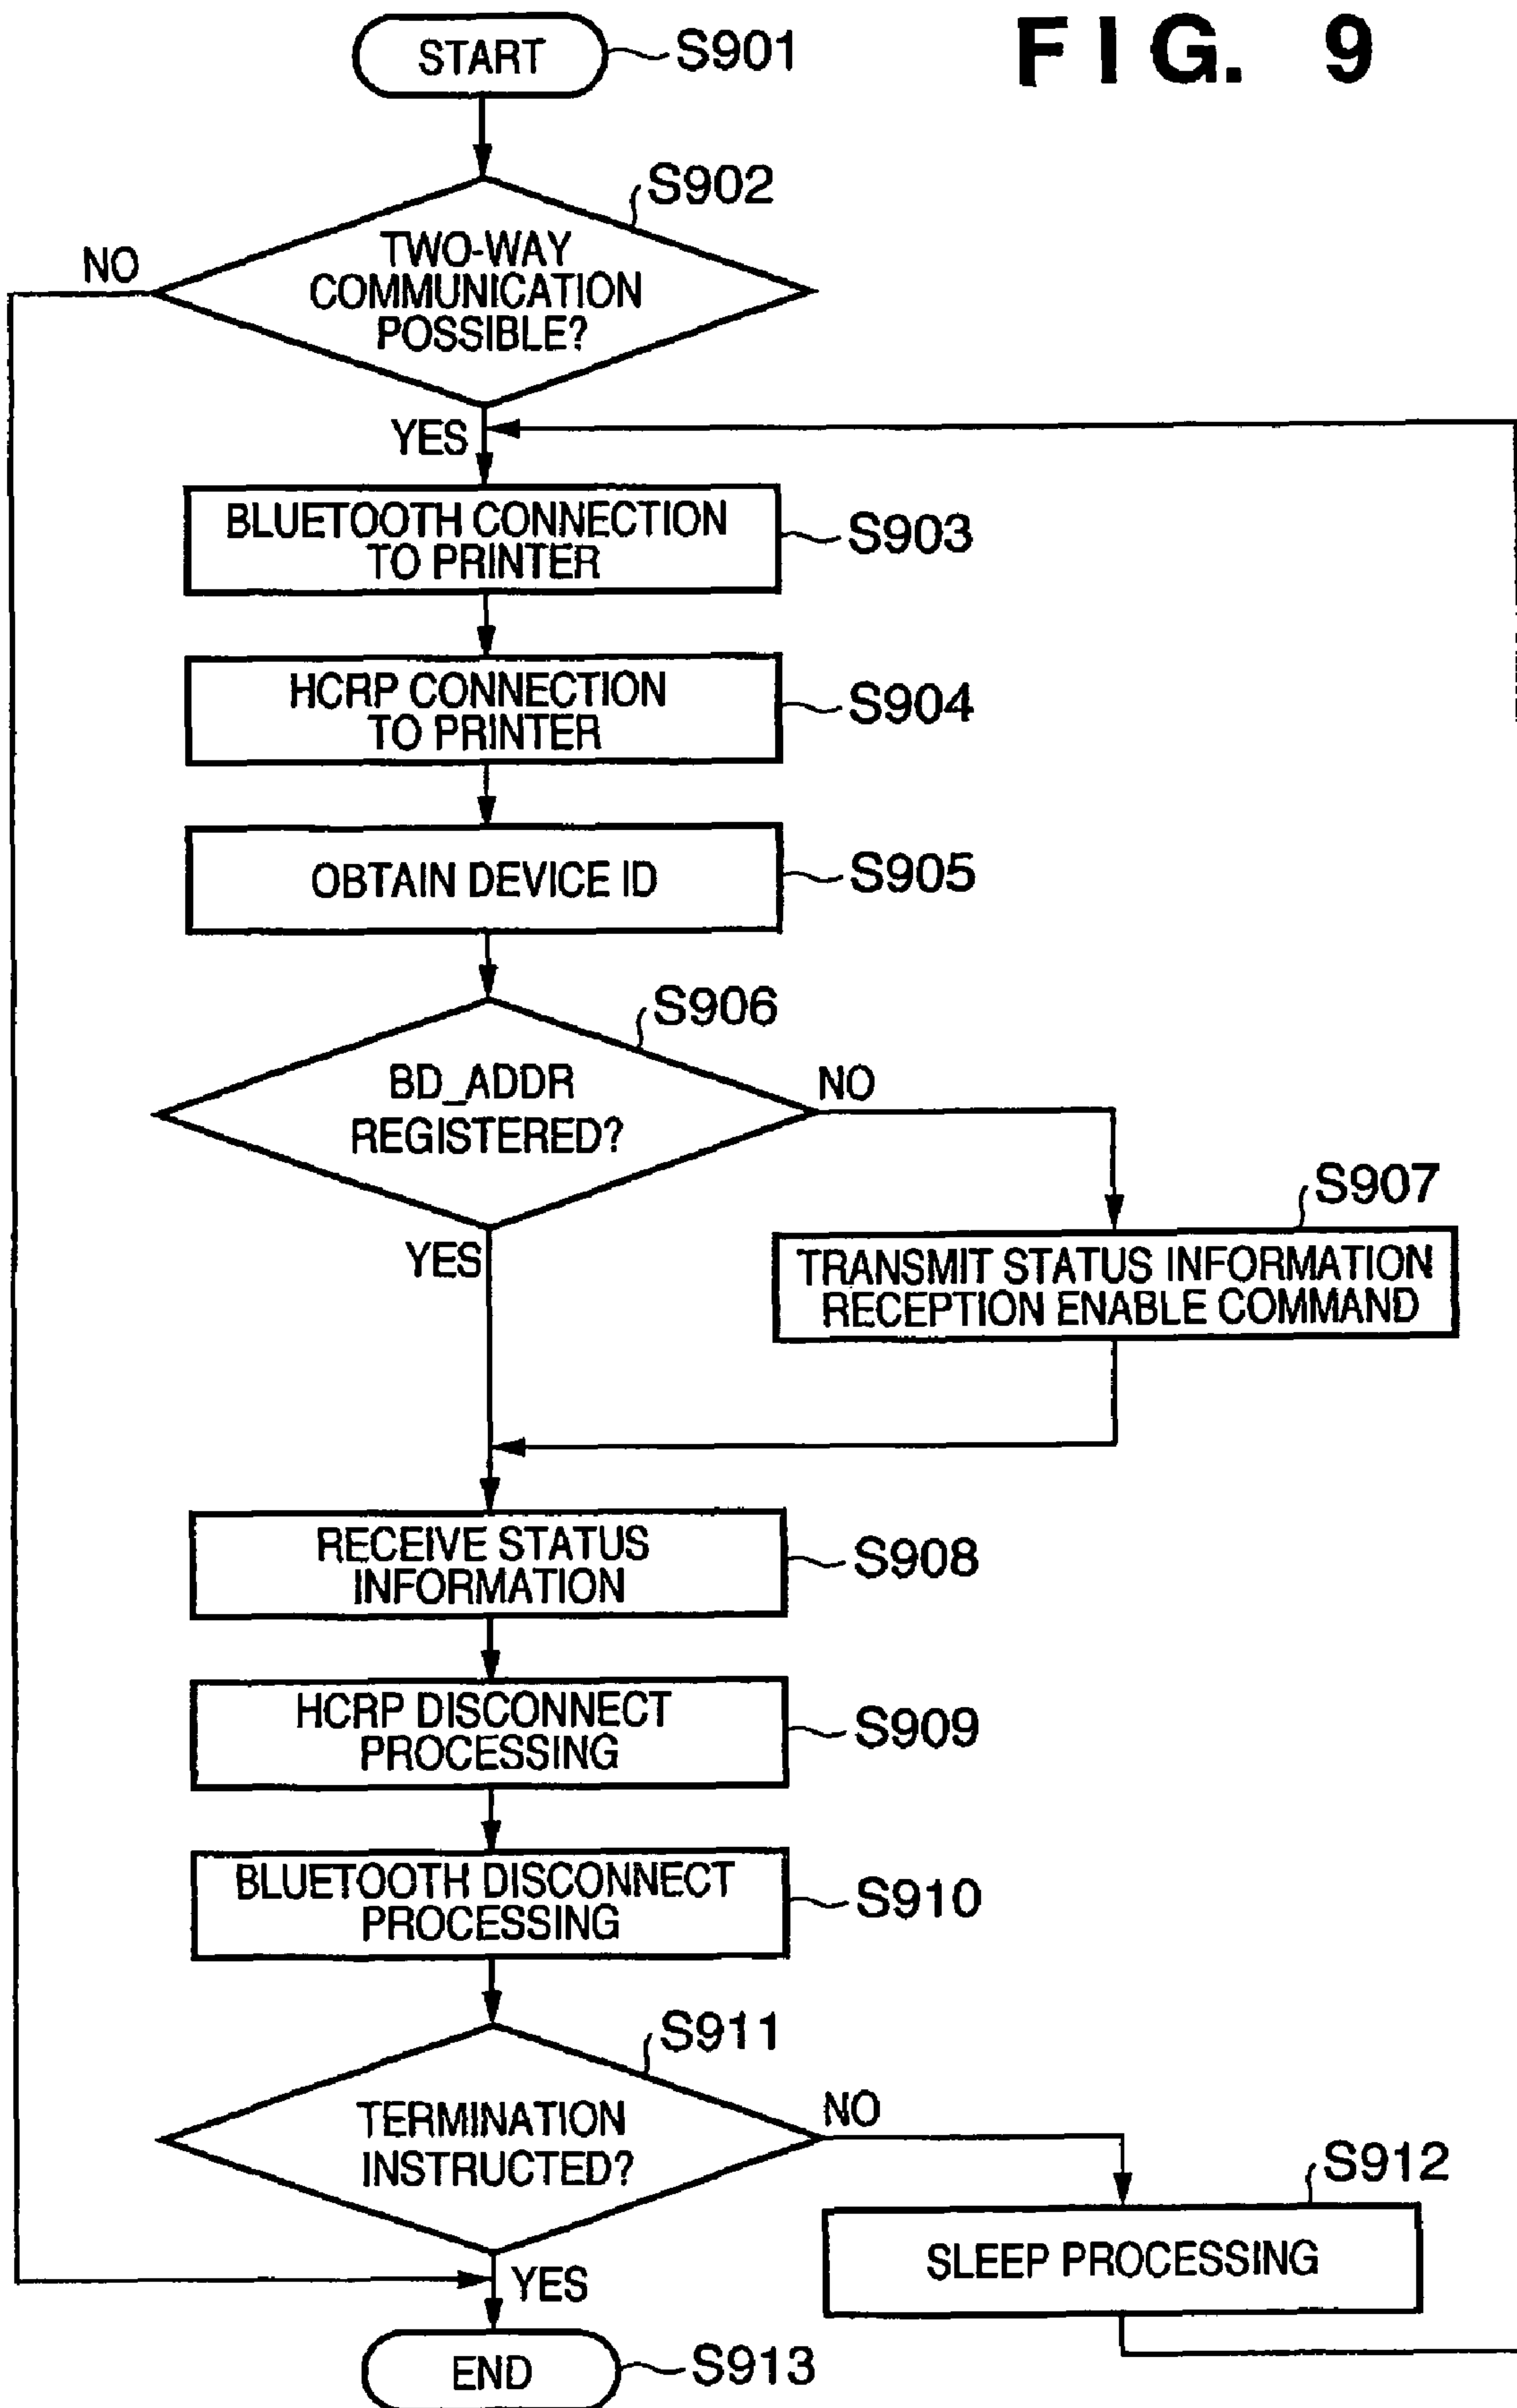 FIG. 9
START
S901
S902
NO
TWO-WAY
COMMUNICATION
POSSIBLE?
YES
BLUETOOTH CONNECTION
TO PRINTER
S903
HCRP CONNECTION
TO PRINTER
S904
OBTAIN DEVICE ID
S905
S906
BD_ADDR
REGISTERED?
NO
YES
S907
TRANSMIT STATUS INFORMATION
RECEPTION ENABLE COMMAND
RECEIVE STATUS
INFORMATION
S908
HCRP DISCONNECT
PROCESSING
S909
BLUETOOTH DISCONNECT
PROCESSING
S910
S911
TERMINATION
INSTRUCTED?
NO
S912
SLEEP PROCESSING
YES
END
S913